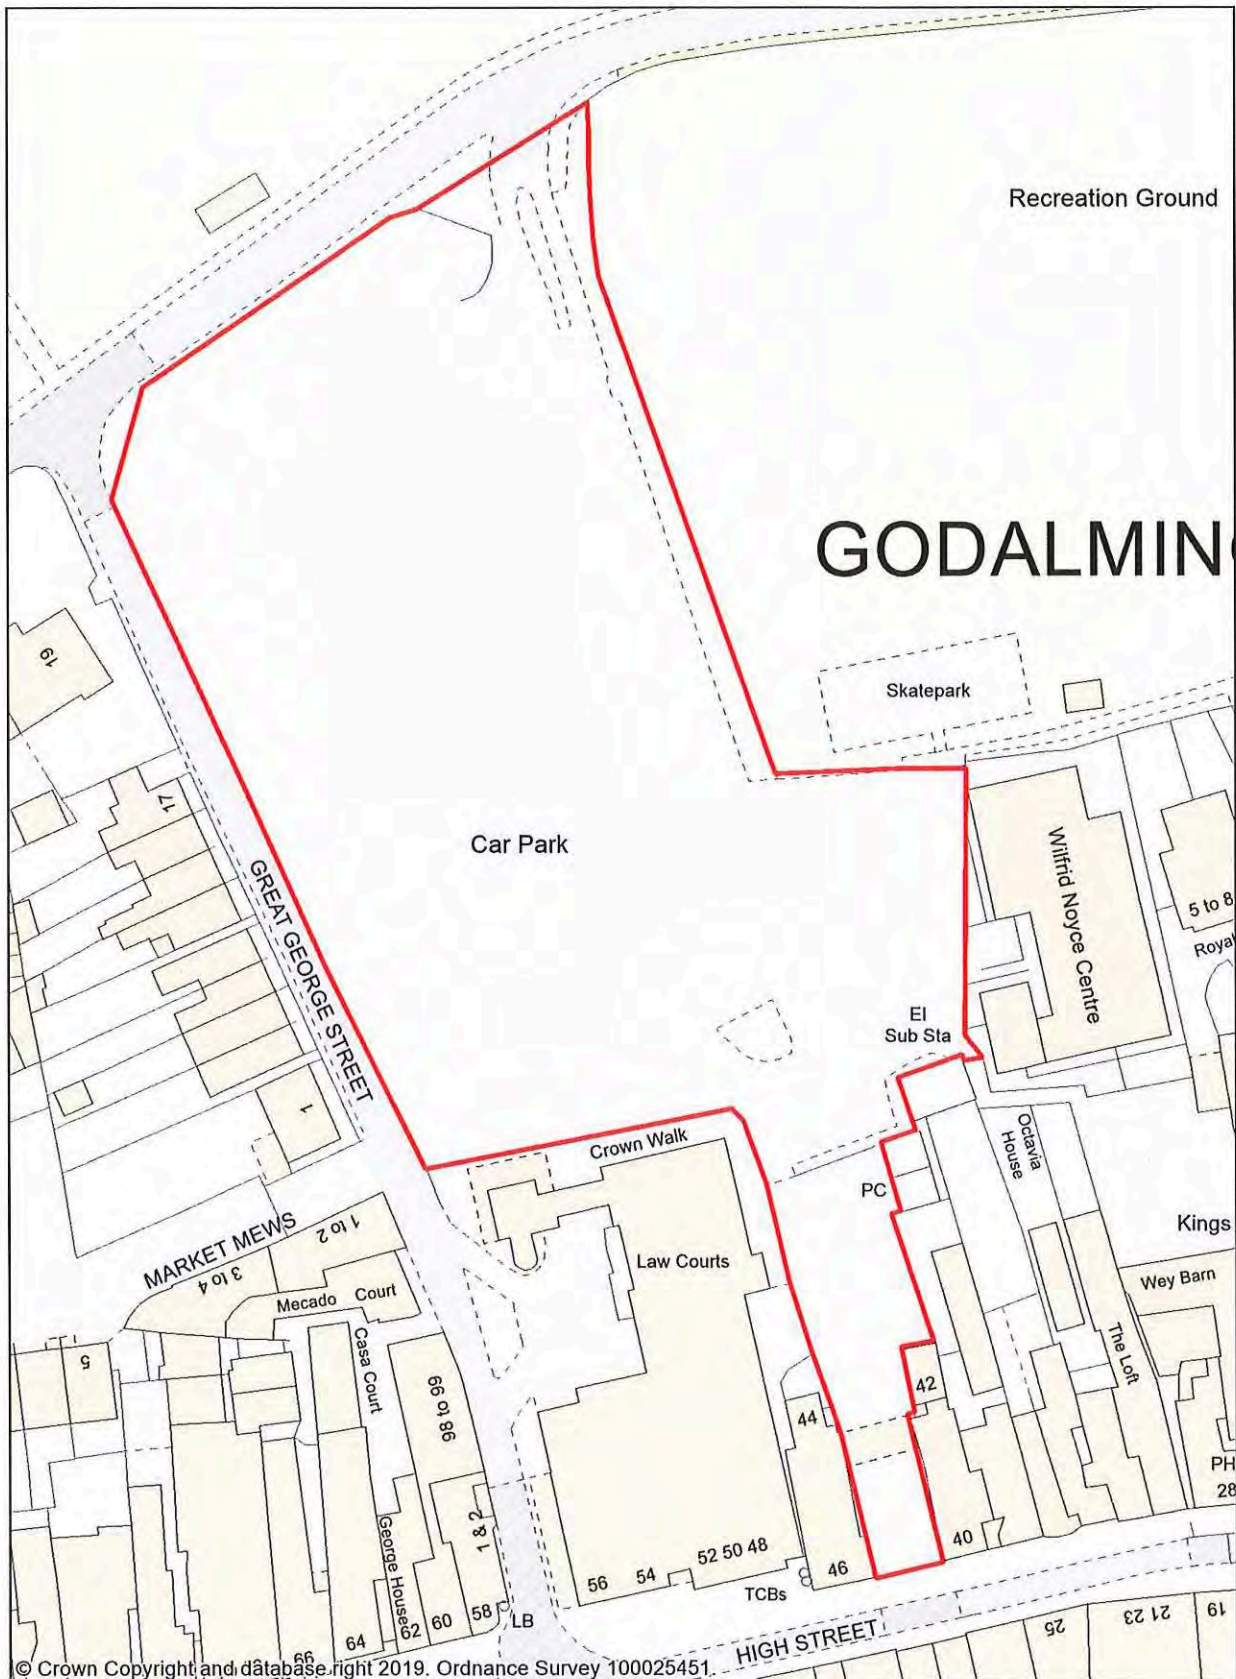 Recreation Ground
GODALMIN
Skatepark
19
17
Car Park
GREAT GEORGE STREET
Wilfrid Noyce Centre
5 to 8
Royal
El
Sub Sta
1
Crown Walk
Octavia
House
PC
Kings
MARKET MEWS
1 to 2
3 to 4
Law Courts
Wey Barn
Mecado Court
Casa Court
The Loft
5
66 to 86
42
44
PH
28
George House
1 & 2
52 50 48
40
56
54
46
TCBs
LB
58
60
62
64
66
HIGH STREET
25
21 23
19
© Crown Copyright and database right 2019. Ordnance Survey 100025451.